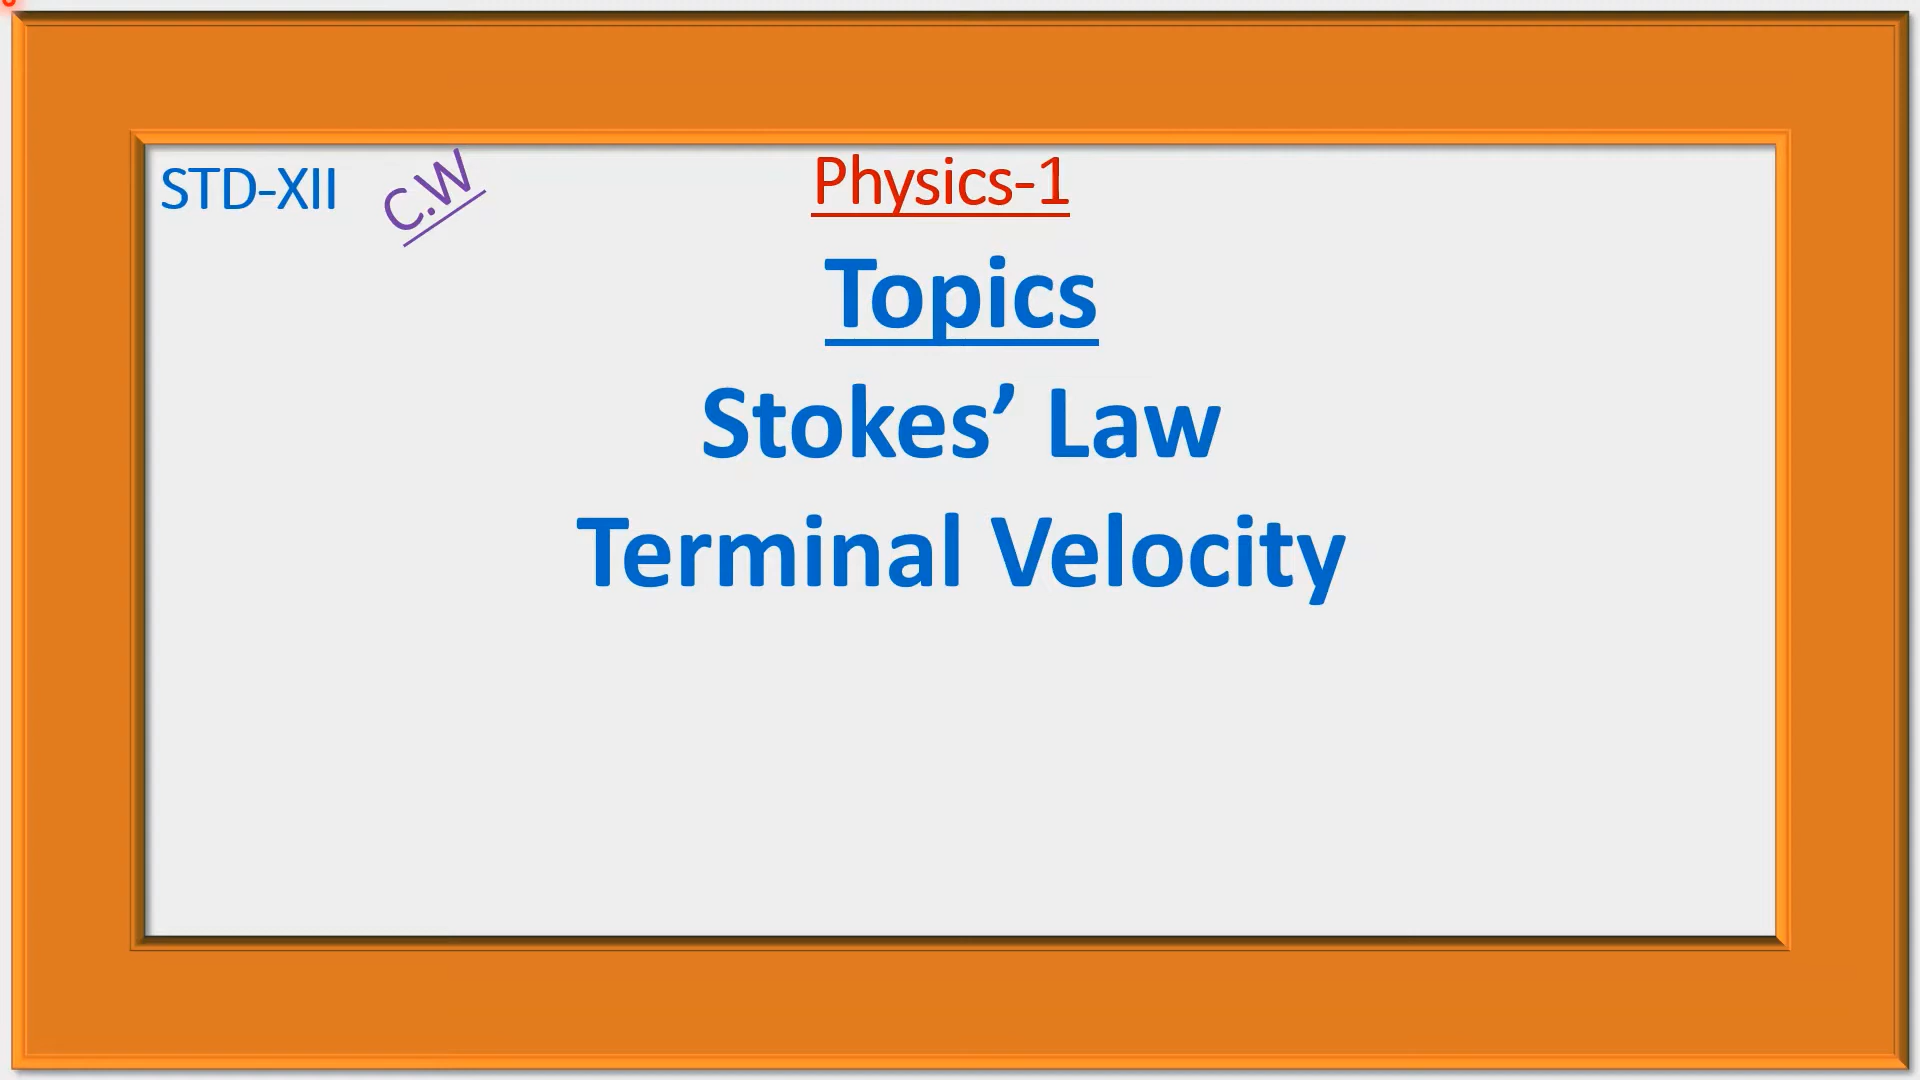 STD-XII
C.W
Physics-1
Topics
Stokes’ Law
Terminal Velocity